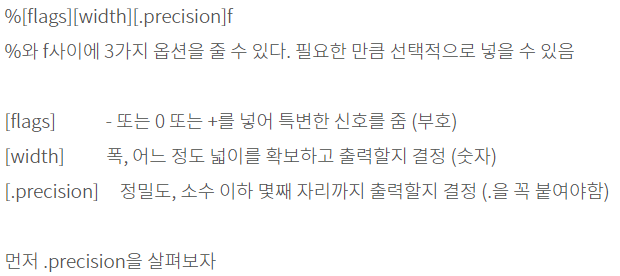 %[flags][width][.precision]f
%와 f사이에 3가지 옵션을 줄 수 있다. 필요한 만큼 선택적으로 넣을 수 있음
[flags] - 또는 0 또는 +를 넣어 특변한 신호를 줌 (부호)
[width] 폭, 어느 정도 넓이를 확보하고 출력할지 결정 (숫자)
[.precision] 정밀도, 소수 이하 몇째 자리까지 출력할지 결정 (.을 꼭 붙여야함)
먼저 .precision을 살펴보자